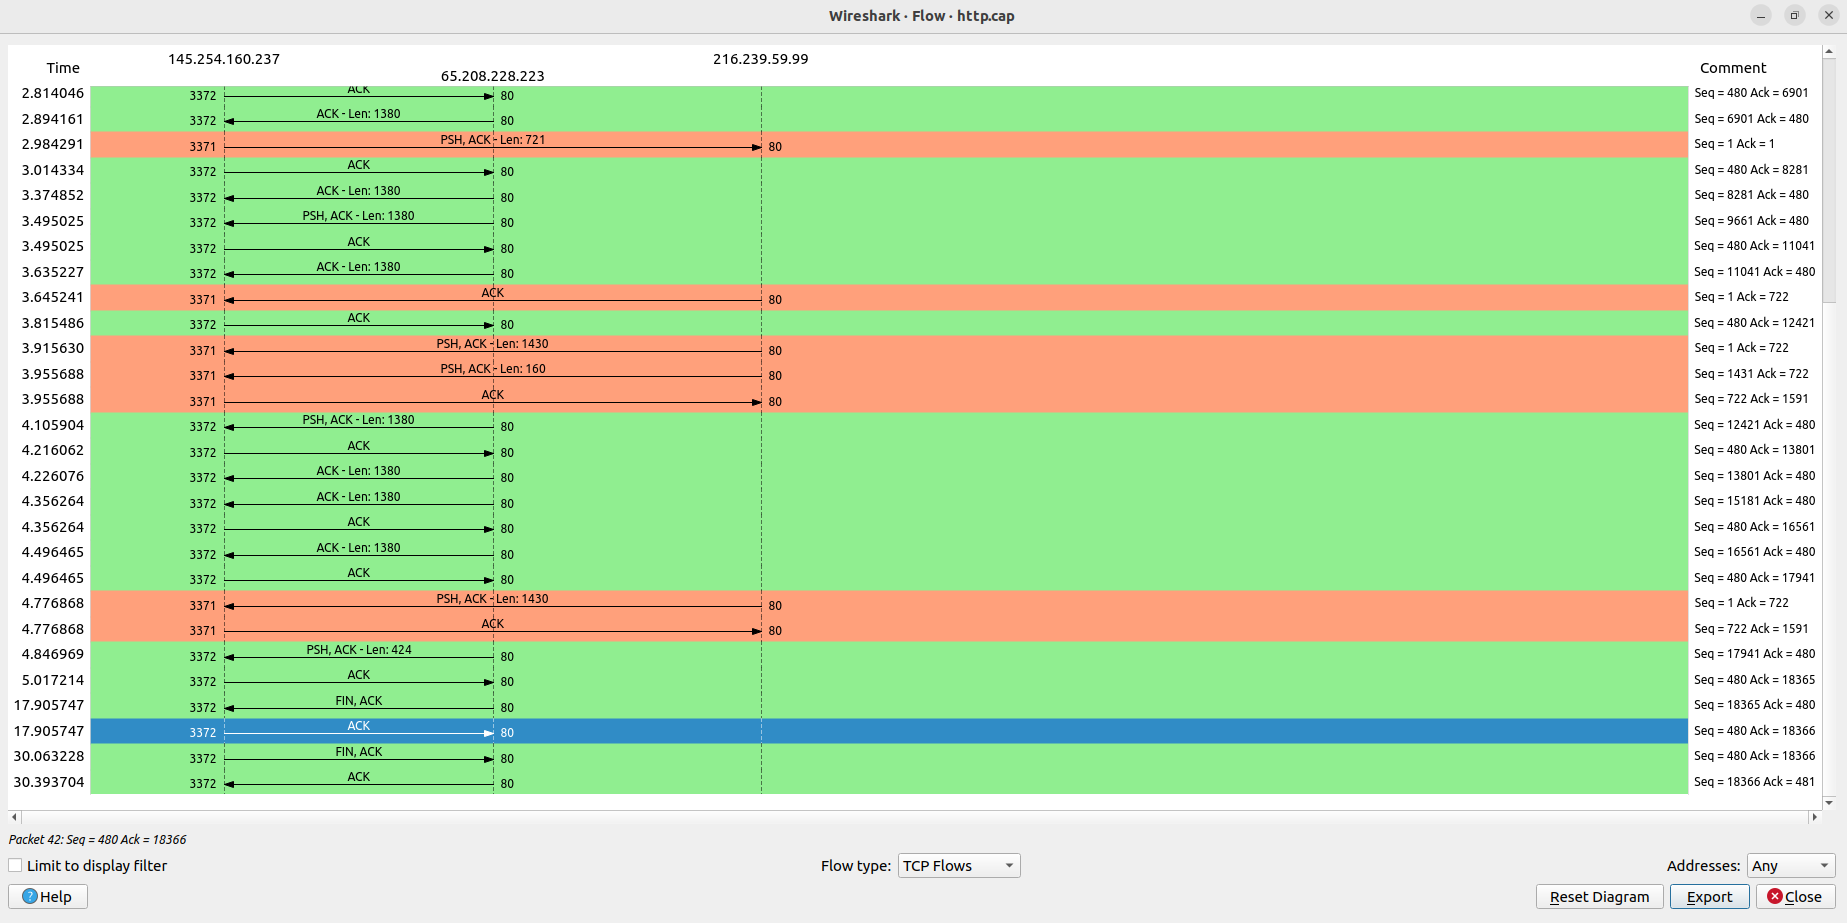 Wireshark · Flow · http.cap
145.254.160.237 216.239.59.99
Time Comment
65.208.228.223
2.814046 3372 ACK 80 Seq = 480 Ack = 6901
2.894161 3372 ACK - Len: 1380 80 Seq = 6901 Ack = 480
2.984291 3371 PSH, ACK - Len: 721 80 Seq = 1 Ack = 1
3.014334 3372 ACK 80 Seq = 480 Ack = 8281
3.374852 3372 ACK - Len: 1380 80 Seq = 8281 Ack = 480
3.495025 3372 PSH, ACK - Len: 1380 80 Seq = 9661 Ack = 480
3.495025 3372 ACK 80 Seq = 480 Ack = 11041
3.635227 3372 ACK - Len: 1380 80 Seq = 11041 Ack = 480
3.645241 3371 ACK 80 Seq = 1 Ack = 722
3.815486 3372 ACK 80 Seq = 480 Ack = 12421
3.915630 3371 PSH, ACK - Len: 1430 80 Seq = 1 Ack = 722
3.955688 3371 PSH, ACK - Len: 160 80 Seq = 1431 Ack = 722
3.955688 3371 ACK 80 Seq = 722 Ack = 1591
4.105904 3372 PSH, ACK - Len: 1380 80 Seq = 12421 Ack = 480
4.216062 3372 ACK 80 Seq = 480 Ack = 13801
4.226076 3372 ACK - Len: 1380 80 Seq = 13801 Ack = 480
4.356264 3372 ACK - Len: 1380 80 Seq = 15181 Ack = 480
4.356264 3372 ACK 80 Seq = 480 Ack = 16561
4.496465 3372 ACK - Len: 1380 80 Seq = 16561 Ack = 480
4.496465 3372 ACK 80 Seq = 480 Ack = 17941
4.776868 3371 PSH, ACK - Len: 1430 80 Seq = 1 Ack = 722
4.776868 3371 ACK 80 Seq = 722 Ack = 1591
4.846969 3372 PSH, ACK - Len: 424 80 Seq = 17941 Ack = 480
5.017214 3372 ACK 80 Seq = 480 Ack = 18365
17.905747 3372 FIN, ACK 80 Seq = 18365 Ack = 480
17.905747 3372 ACK 80 Seq = 480 Ack = 18366
30.063228 3372 FIN, ACK 80 Seq = 480 Ack = 18366
30.393704 3372 ACK 80 Seq = 18366 Ack = 481
Packet 42: Seq = 480 Ack = 18366
Limit to display filter Flow type: TCP Flows Addresses: Any
Help Reset Diagram Export Close